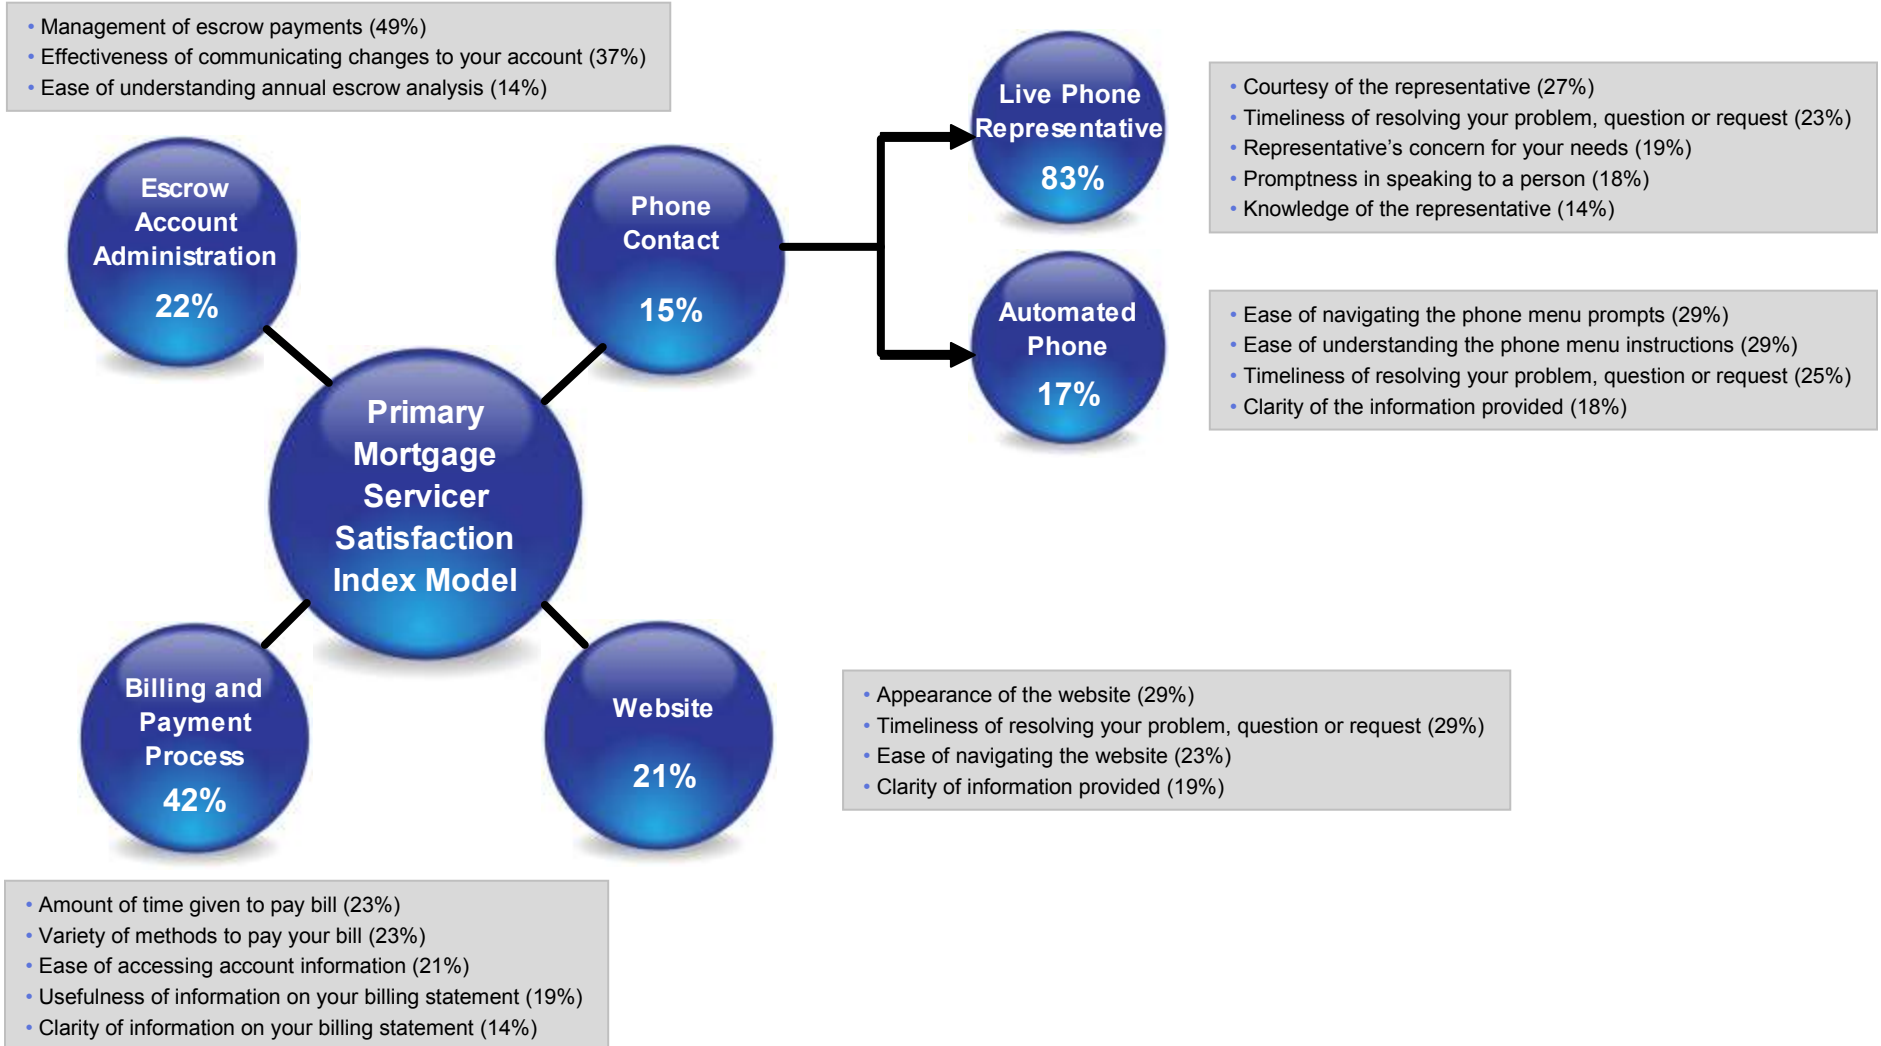 • Management of escrow payments (49%)
• Effectiveness of communicating changes to your account (37%)
• Ease of understanding annual escrow analysis (14%)
Escrow
Account
Administration
22%
Phone
Contact
15%
Live Phone
Representative
83%
• Courtesy of the representative (27%)
• Timeliness of resolving your problem, question or request (23%)
• Representative’s concern for your needs (19%)
• Promptness in speaking to a person (18%)
• Knowledge of the representative (14%)
Automated
Phone
17%
• Ease of navigating the phone menu prompts (29%)
• Ease of understanding the phone menu instructions (29%)
• Timeliness of resolving your problem, question or request (25%)
• Clarity of the information provided (18%)
Primary
Mortgage
Servicer
Satisfaction
Index Model
Billing and
Payment
Process
42%
Website
21%
• Appearance of the website (29%)
• Timeliness of resolving your problem, question or request (29%)
• Ease of navigating the website (23%)
• Clarity of information provided (19%)
• Amount of time given to pay bill (23%)
• Variety of methods to pay your bill (23%)
• Ease of accessing account information (21%)
• Usefulness of information on your billing statement (19%)
• Clarity of information on your billing statement (14%)